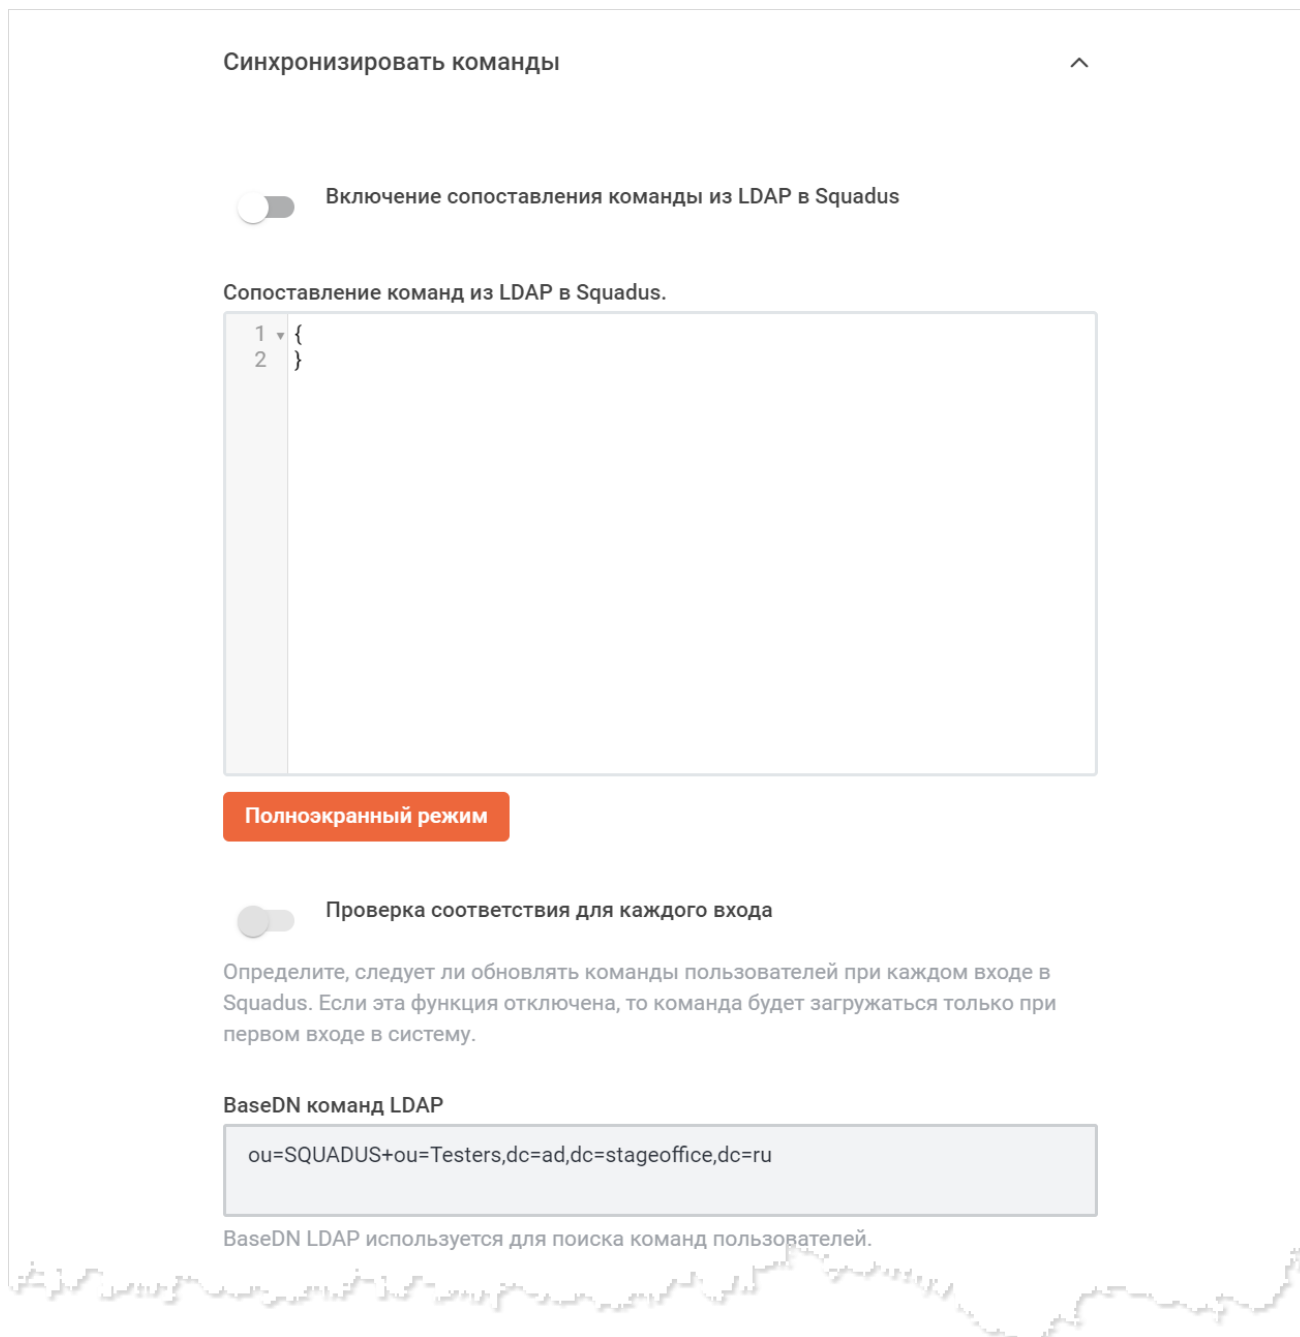 Синхронизировать команды
Включение сопоставления команды из LDAP в Squadus
Сопоставление команд из LDAP в Squadus.
1 {
2 }
Полноэкранный режим
Проверка соответствия для каждого входа
Определите, следует ли обновлять команды пользователей при каждом входе в
Squadus. Если эта функция отключена, то команда будет загружаться только при
первом входе в систему.
BaseDN команд LDAP
ou=SQUADUS+ou=Testers,dc=ad,dc=stageoffice,dc=ru
BaseDN LDAP используется для поиска команд пользователей.